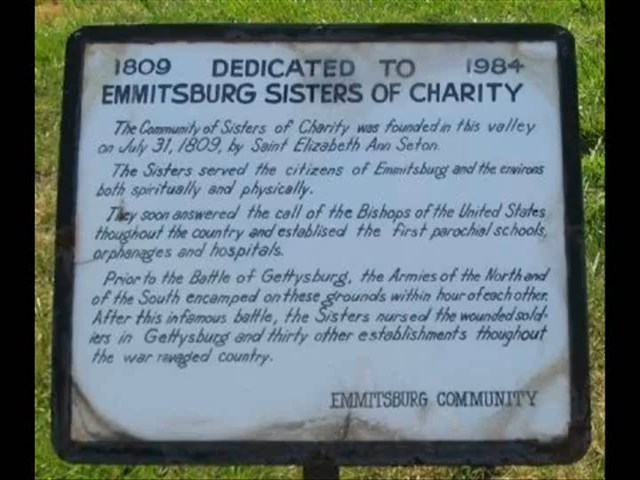 1809 DEDICATED TO 1984
EMMITSBURG SISTERS OF CHARITY
The Community of Sisters of Charity was founded in this valley
on July 31, 1809, by Saint Elizabeth Ann Seton.
The Sisters served the citizens of Emmitsburg and the environs
both spiritually and physically.
They soon answered the call of the Bishops of the United States
thoughout the country and establised the first parochial schools,
orphanages and hospitals.
Prior to the Battle of Gettysburg, the Armies of the North and
of the South encamped on these grounds within hour of each other.
After this infamous battle, the Sisters nursed the wounded sold-
iers in Gettysburg and thirty other establishments thoughout
the war ravaged country.
EMMITSBURG COMMUNITY